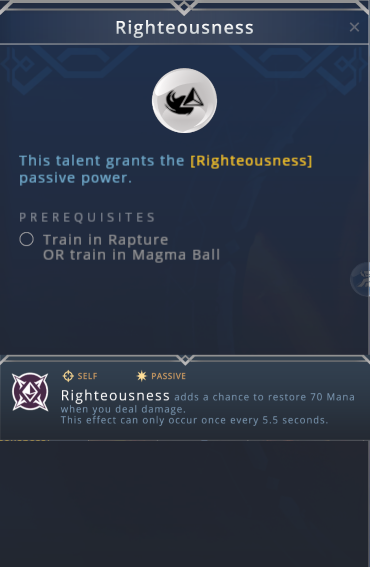 Righteousness
This talent grants the [Righteousness]
passive power.
PREREQUISITES
Train in Rapture
OR train in Magma Ball
SELF PASSIVE
Righteousness adds a chance to restore 70 Mana
when you deal damage.
This effect can only occur once every 5.5 seconds.